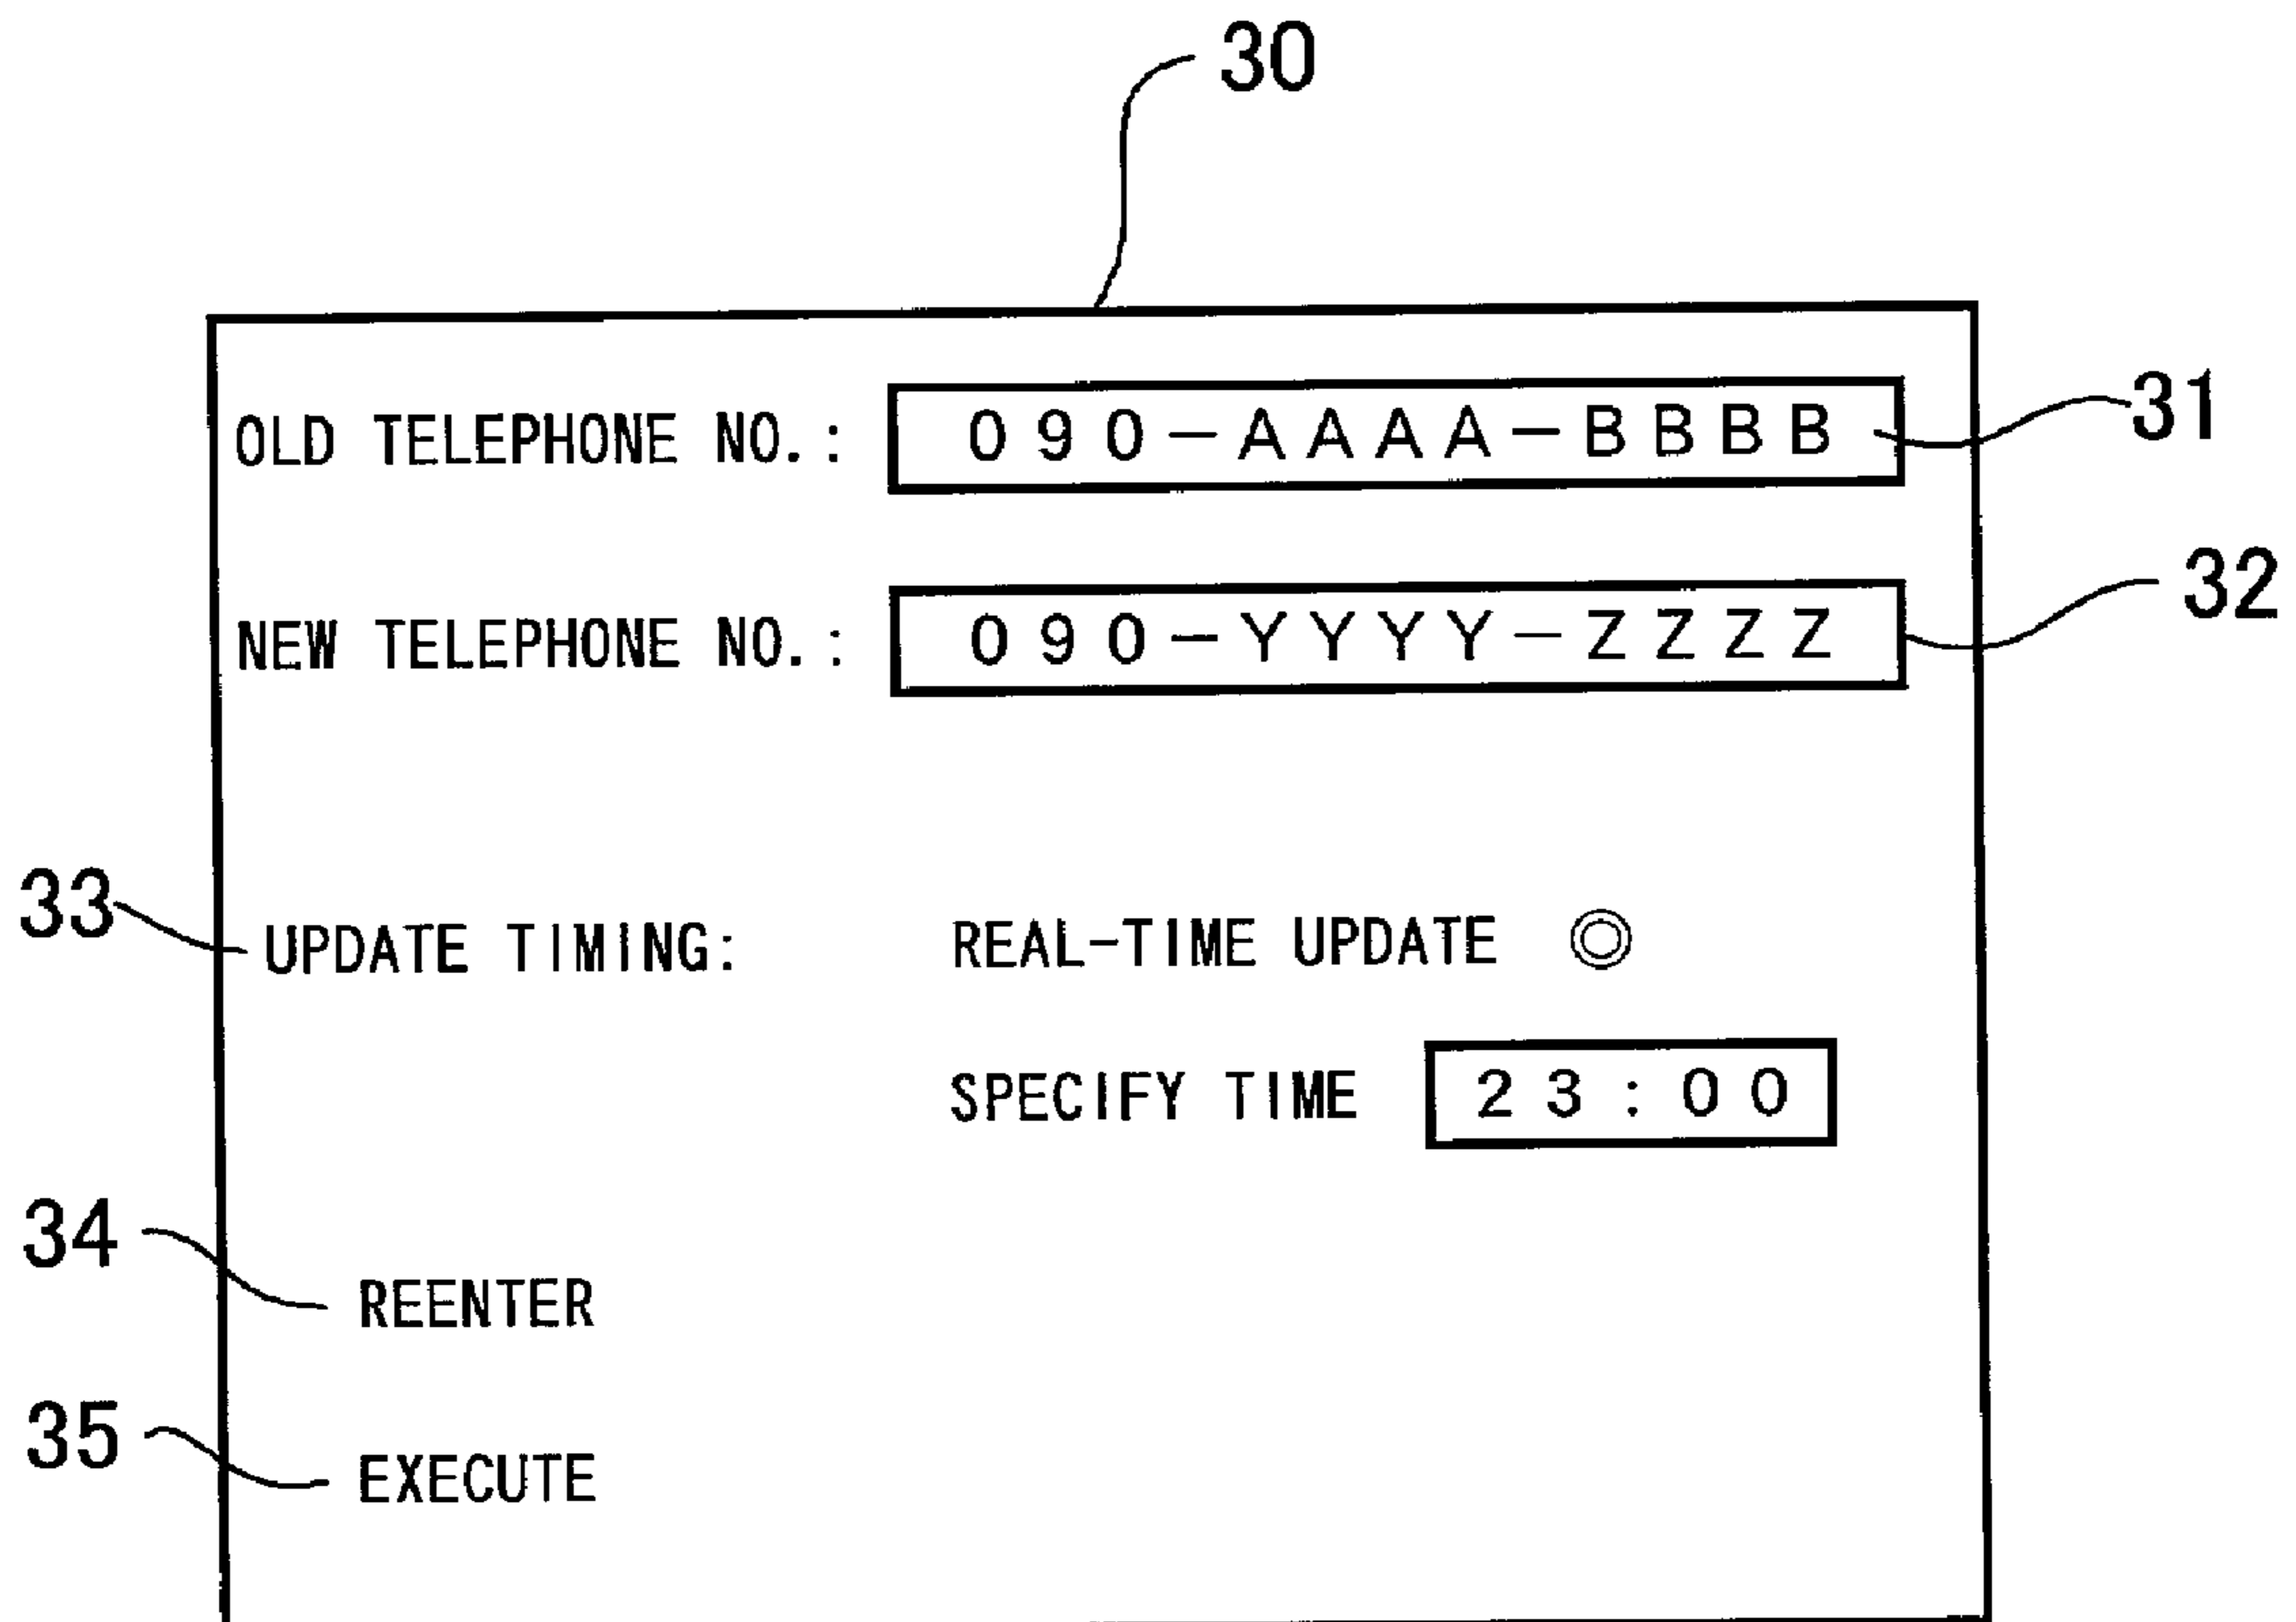 30
OLD TELEPHONE NO.: 090-AAAA-BBBB 31
NEW TELEPHONE NO.: 090-YYYY-ZZZZ 32
33 UPDATE TIMING: REAL-TIME UPDATE ◎
SPECIFY TIME 23:00
34 REENTER
35 EXECUTE